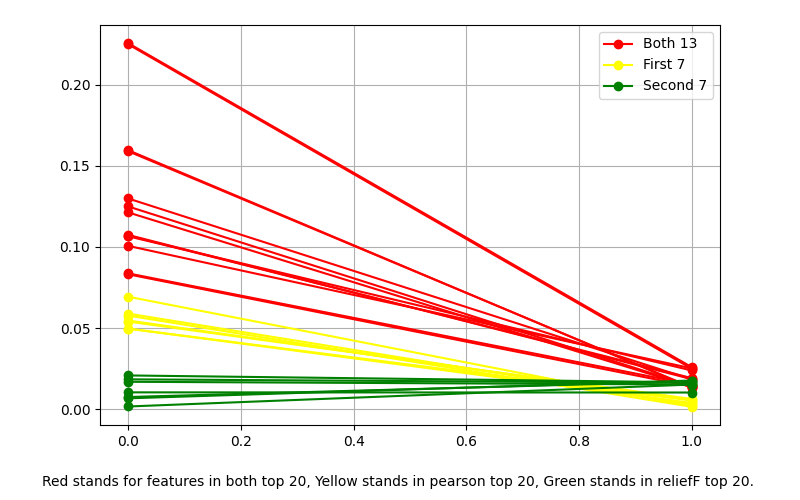 0.20
0.15
0.10
0.05
0.00
0.0 0.2 0.4 0.6 0.8 1.0
Both 13
First 7
Second 7
Red stands for features in both top 20, Yellow stands in pearson top 20, Green stands in reliefF top 20.